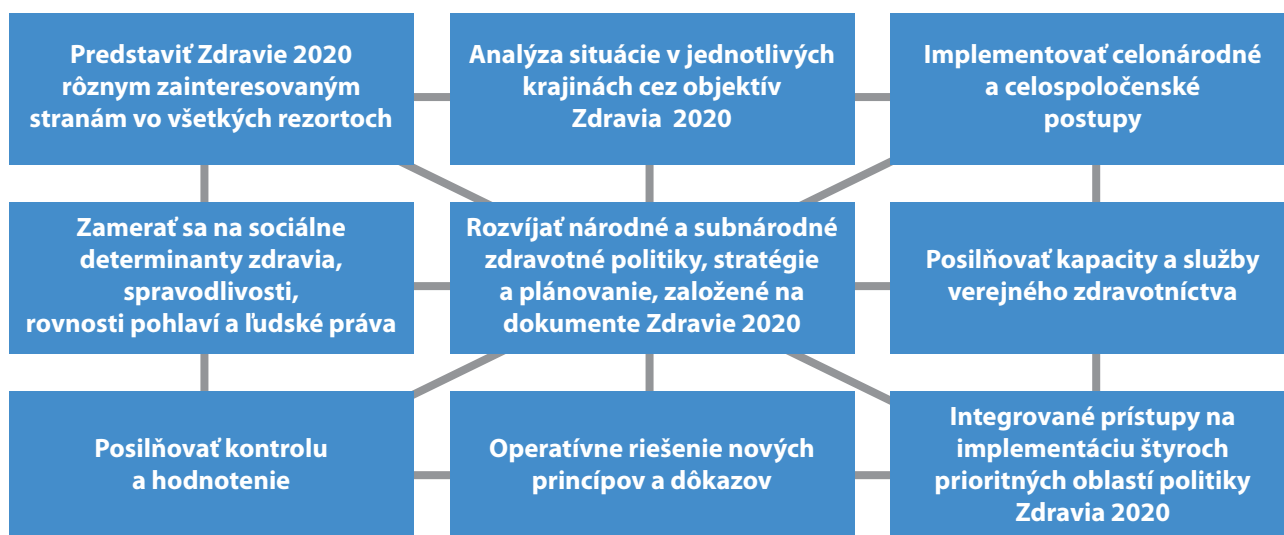 Predstaviť Zdravie 2020
rôznym zainteresovaným
stranám vo všetkých rezortoch
Analýza situácie v jednotlivých
krajinách cez objektív
Zdravia 2020
Implementovať celonárodné
a celospoločenské
postupy
Zamerať sa na sociálne
determinanty zdravia,
spravodlivosti,
rovnosti pohlaví a ľudské práva
Rozvíjať národné a subnárodné
zdravotné politiky, stratégie
a plánovanie, založené na
dokumente Zdravie 2020
Posilňovať kapacity a služby
verejného zdravotníctva
Posilňovať kontrolu
a hodnotenie
Operatívne riešenie nových
princípov a dôkazov
Integrované prístupy na
implementáciu štyroch
prioritných oblastí politiky
Zdravia 2020